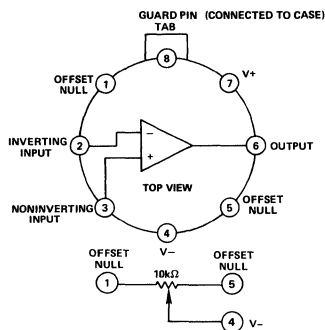 GUARD PIN (CONNECTED TO CASE)
TAB
8
OFFSET
NULL
1
7
V+
INVERTING
INPUT
2
−
+
6
OUTPUT
TOP VIEW
NONINVERTING
INPUT
3
5
OFFSET
NULL
4
V−
OFFSET
NULL
OFFSET
NULL
10kΩ
1
5
4
V−